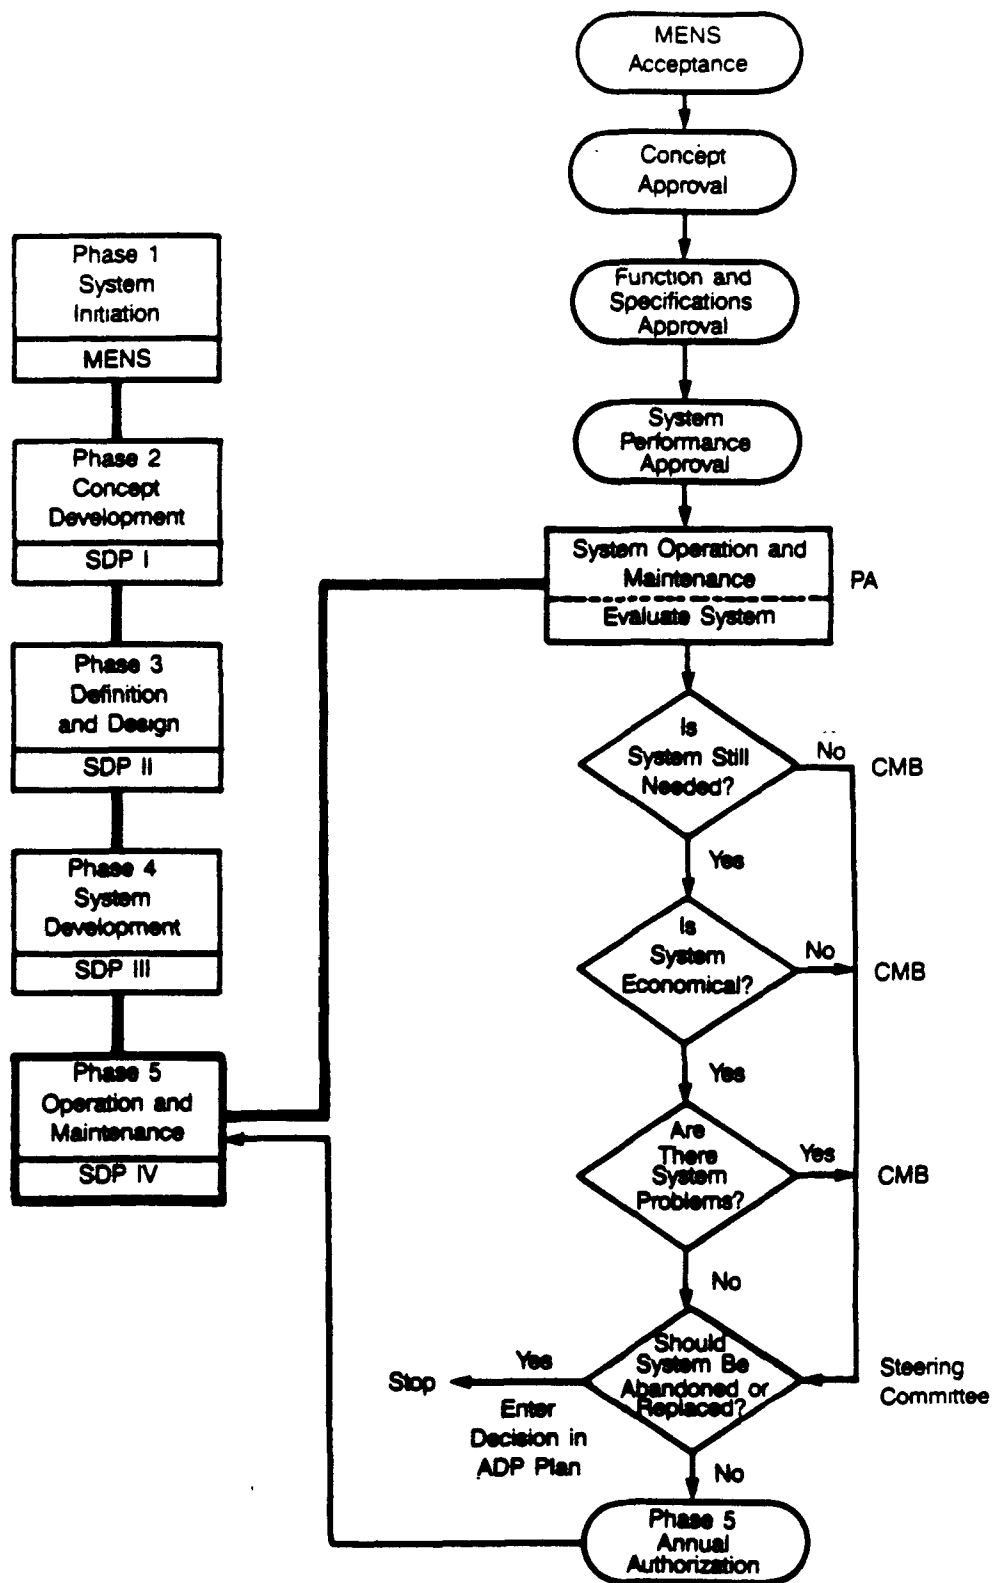 MENS
Acceptance
Concept
Approval
Function and
Specifications
Approval
System
Performance
Approval
System Operation and
Maintenance
Evaluate System
PA
Is
System Still
Needed?
No
CMB
Yes
Is
System
Economical?
No
CMB
Yes
Are
There
System
Problems?
Yes
CMB
No
Should
System Be
Abandoned or
Replaced?
Steering
Committee
Yes
Stop
Enter
Decision in
ADP Plan
No
Phase 5
Annual
Authorization
Phase 1
System
Initiation
MENS
Phase 2
Concept
Development
SDP I
Phase 3
Definition
and Design
SDP II
Phase 4
System
Development
SDP III
Phase 5
Operation and
Maintenance
SDP IV